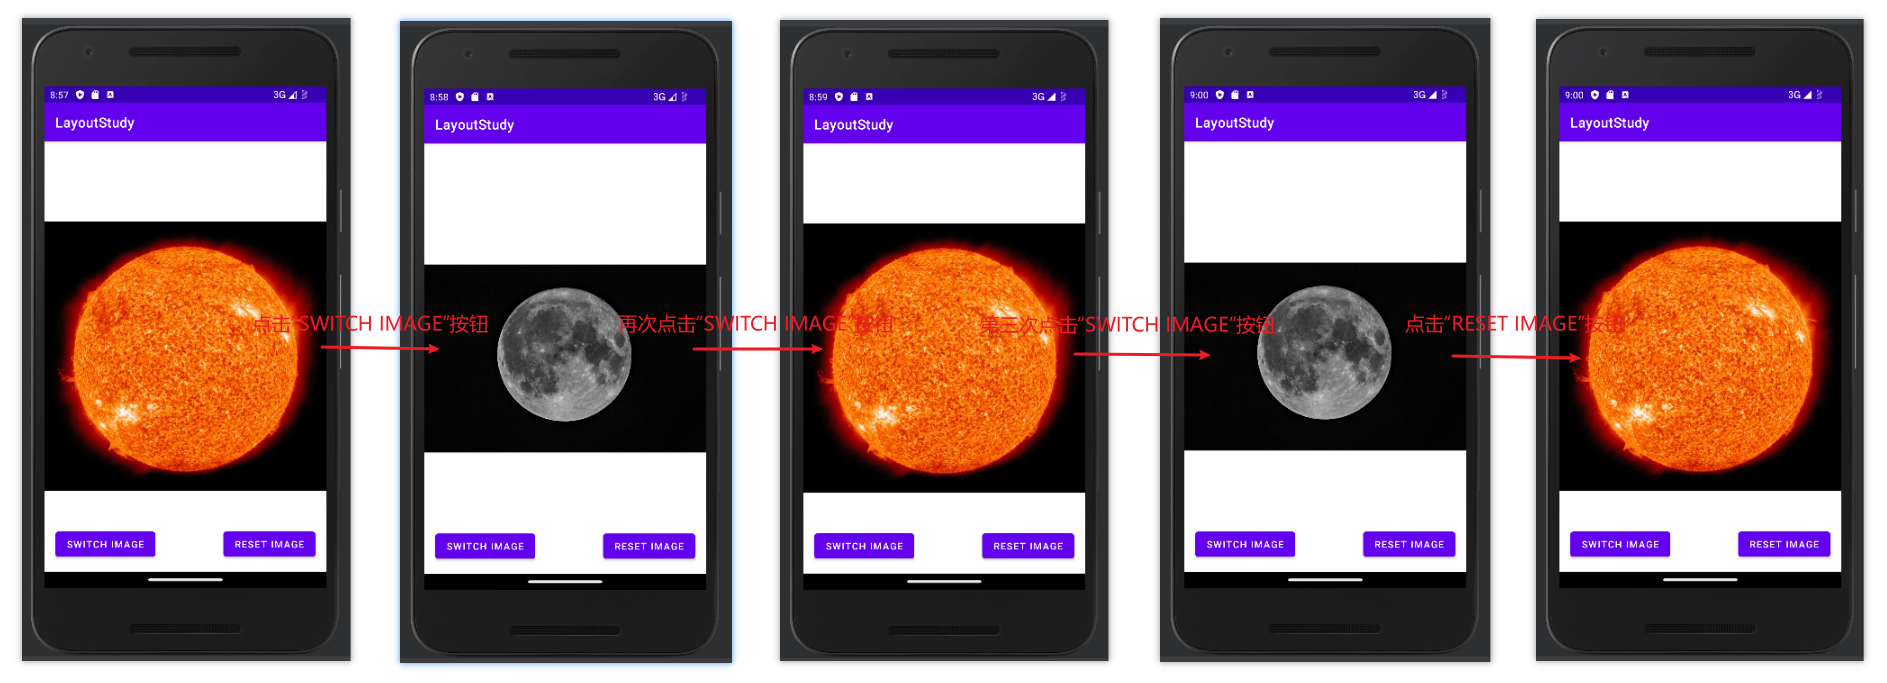 8:57
3G
LayoutStudy
SWITCH IMAGE
RESET IMAGE
点击“SWITCH IMAGE”按钮
8:58
3G
LayoutStudy
SWITCH IMAGE
RESET IMAGE
再次点击“SWITCH IMAGE”按钮
8:59
3G
LayoutStudy
SWITCH IMAGE
RESET IMAGE
第三次点击“SWITCH IMAGE”按钮
9:00
3G
LayoutStudy
SWITCH IMAGE
RESET IMAGE
点击“RESET IMAGE”按钮
9:00
3G
LayoutStudy
SWITCH IMAGE
RESET IMAGE